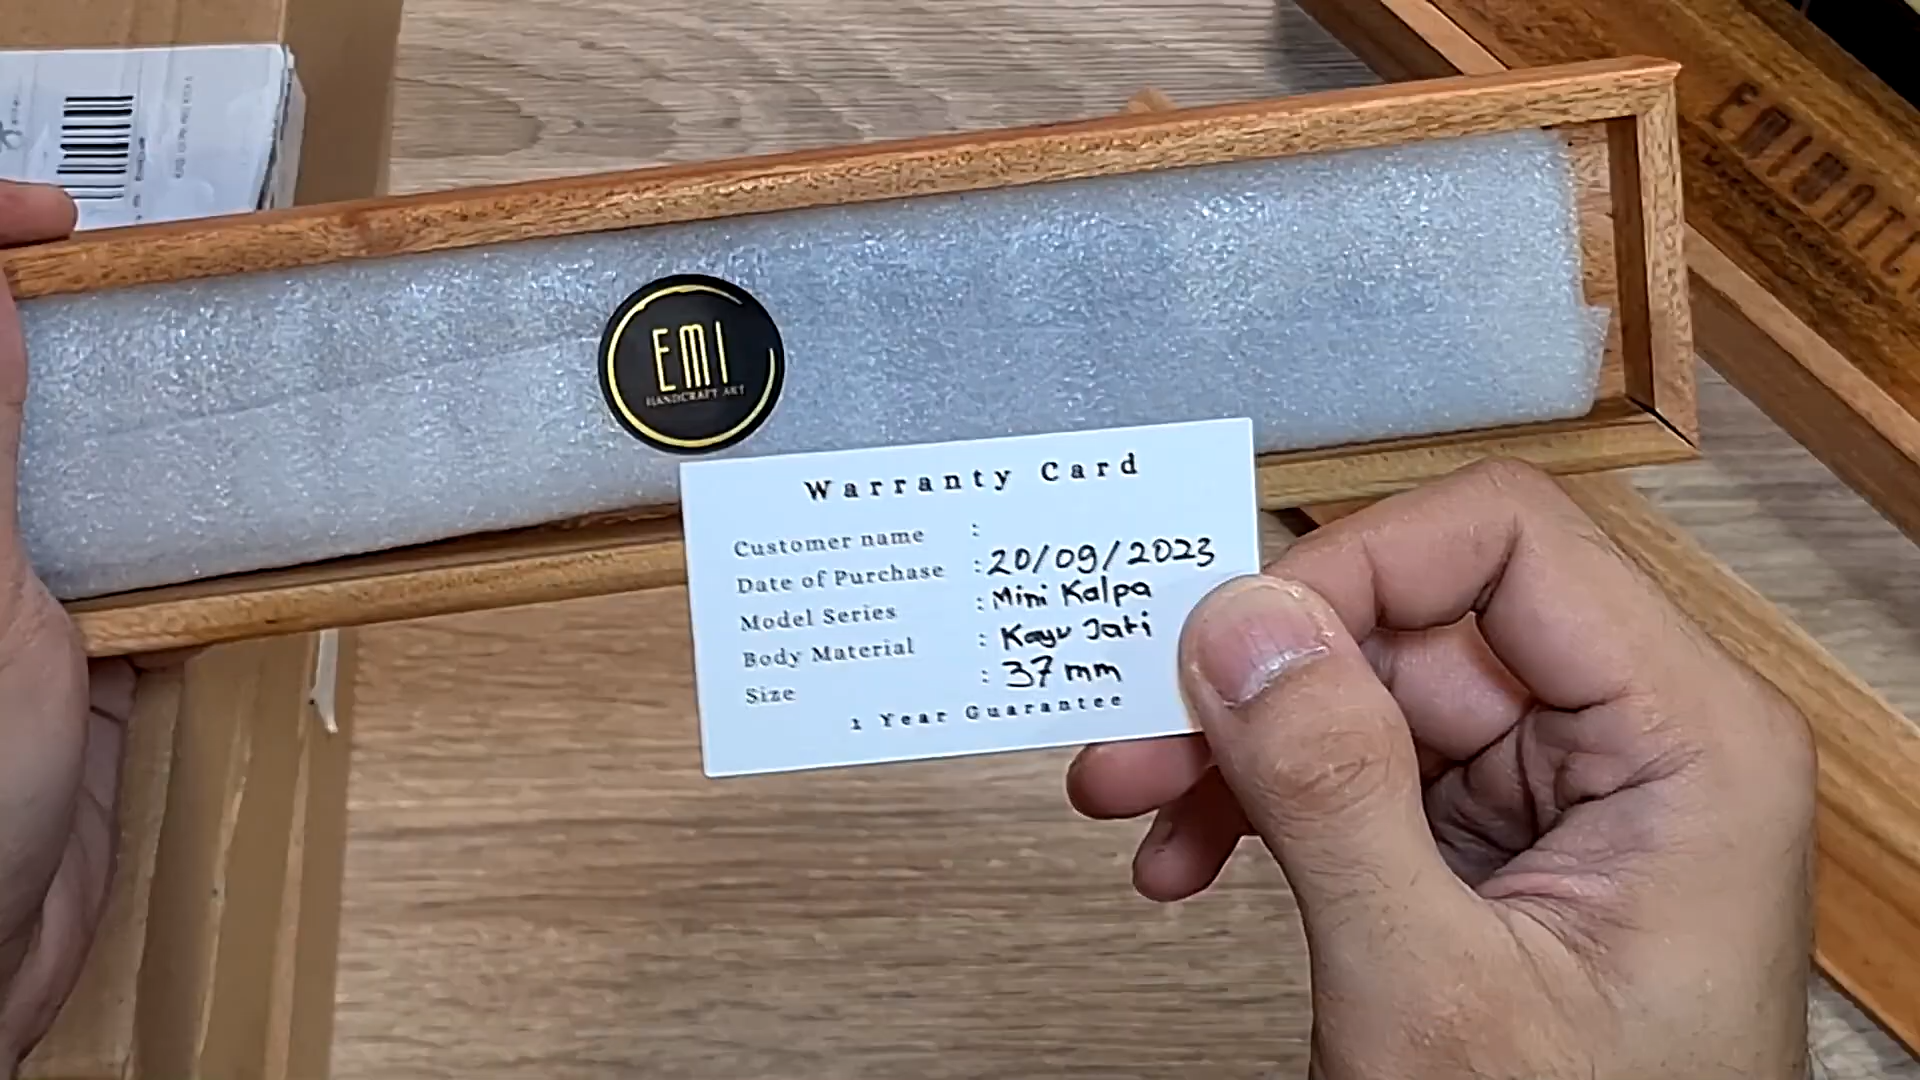 EMIWATC
EMI
HANDCRAFT ART
Warranty Card
Customer name :
Date of Purchase : 20/09/2023
Model Series : Mini Kalpa
Body Material : Kayu Jati
Size : 37 mm
1 Year Guarantee